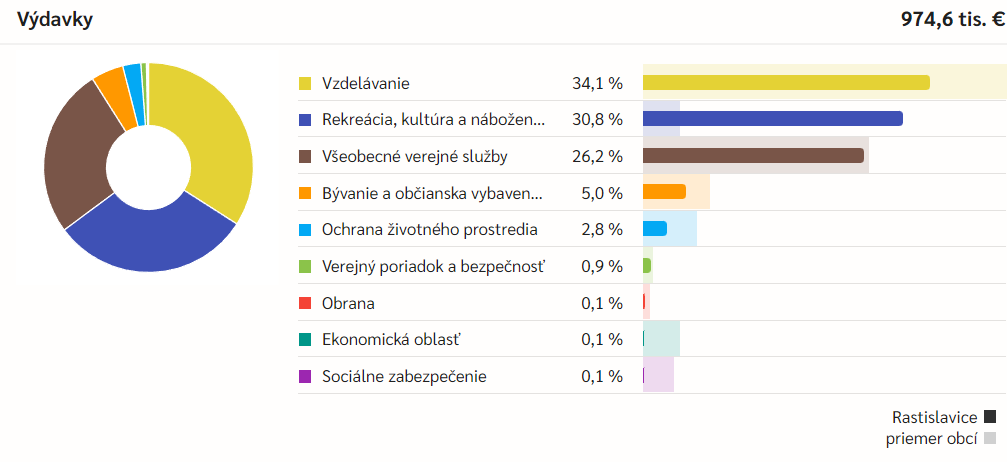 Výdavky 974,6 tis. €
Vzdelávanie 34,1 %
Rekreácia, kultúra a nábožen... 30,8 %
Všeobecné verejné služby 26,2 %
Bývanie a občianska vybaven... 5,0 %
Ochrana životného prostredia 2,8 %
Verejný poriadok a bezpečnosť 0,9 %
Obrana 0,1 %
Ekonomická oblasť 0,1 %
Sociálne zabezpečenie 0,1 %
Rastislavice
priemer obcí